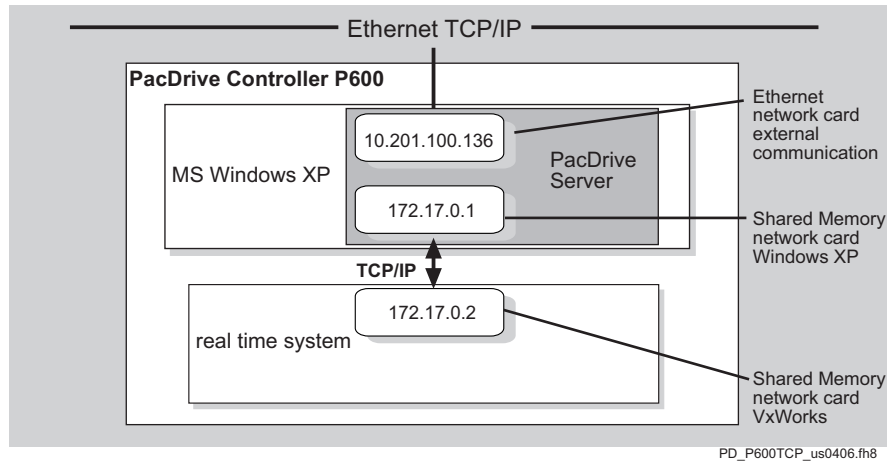 Ethernet TCP/IP
PacDrive Controller P600
MS Windows XP
10.201.100.136
PacDrive
Server
172.17.0.1
TCP/IP
172.17.0.2
real time system
Ethernet
network card
external
communication
Shared Memory
network card
Windows XP
Shared Memory
network card
VxWorks
PD_P600TCP_us0406.fh8